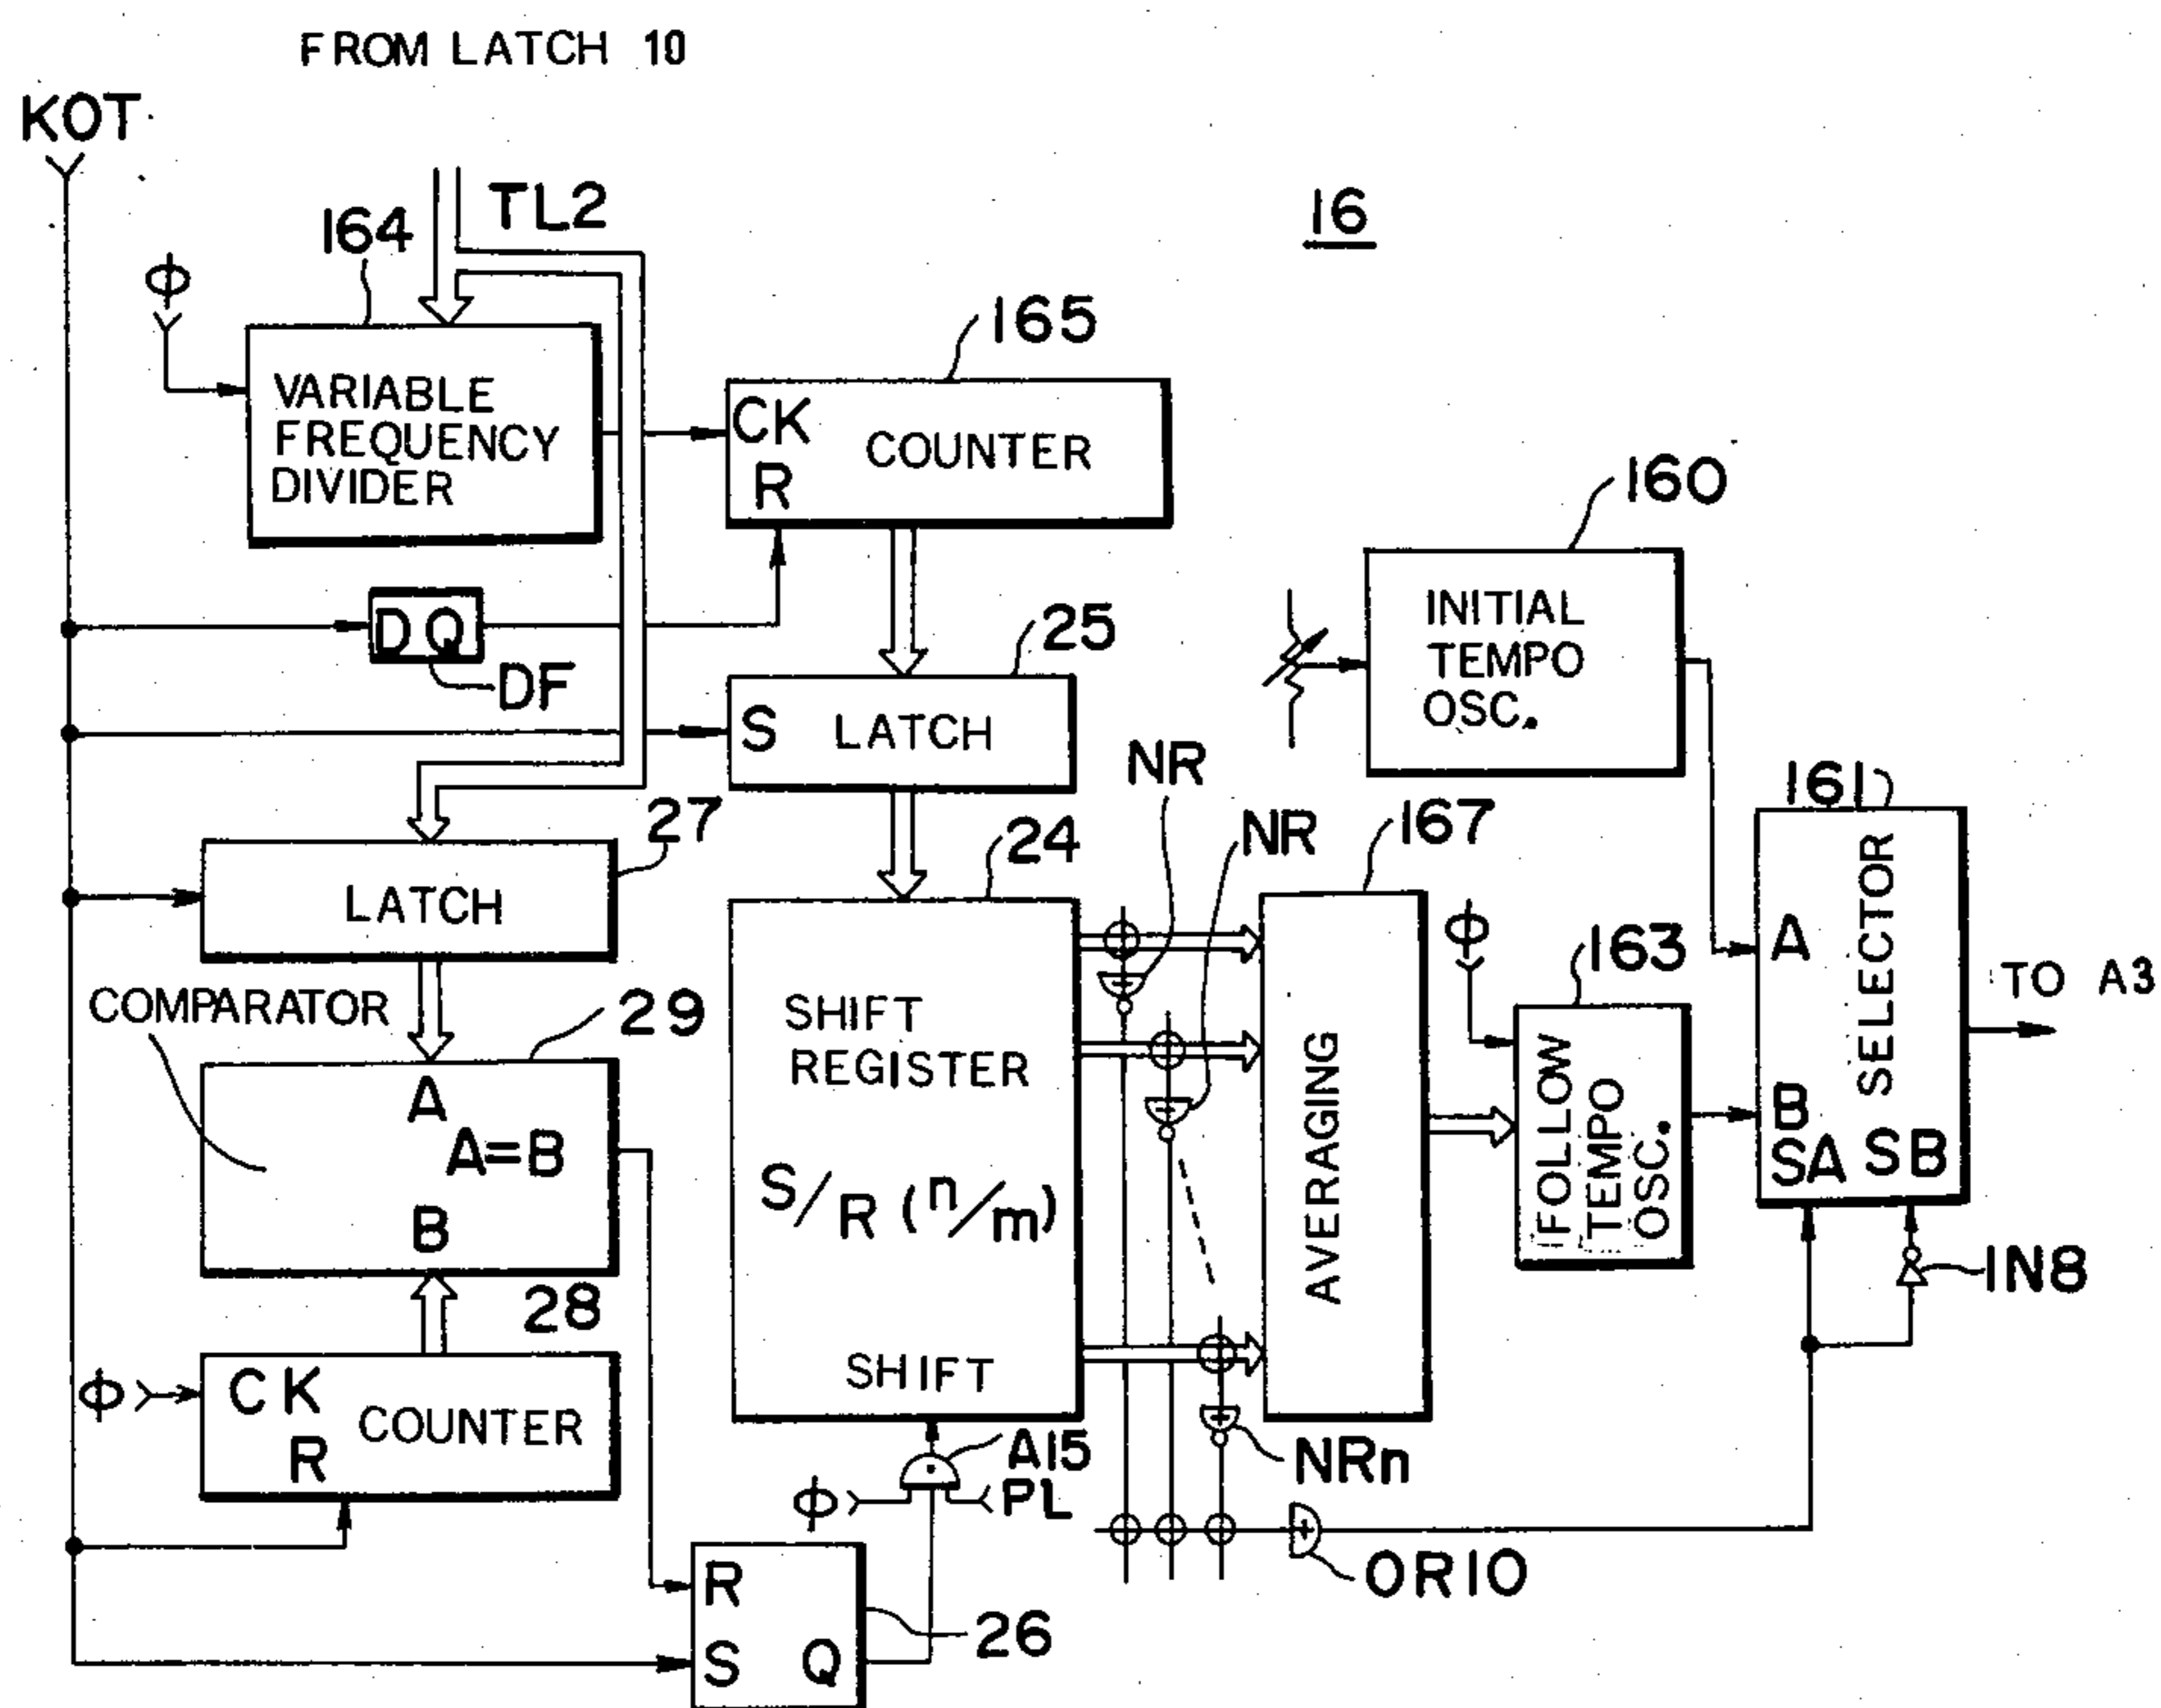 FROM LATCH 10
KOT
TL2
16
164
Φ
165
VARIABLE
FREQUENCY
DIVIDER
CK
R
COUNTER
160
INITIAL
TEMPO
OSC.
D Q
DF
25
S LATCH
NR
161
27
24
NR
167
LATCH
COMPARATOR
29
A
A=B
B
SHIFT
REGISTER
S/R (n/m)
SHIFT
AVERAGING
Φ
163
FOLLOW
TEMPO
OSC.
A
B
SA SB
SELECTOR
TO A3
IN8
28
Φ
CK
R
COUNTER
A15
Φ
PL
NRn
OR10
R
S Q
26